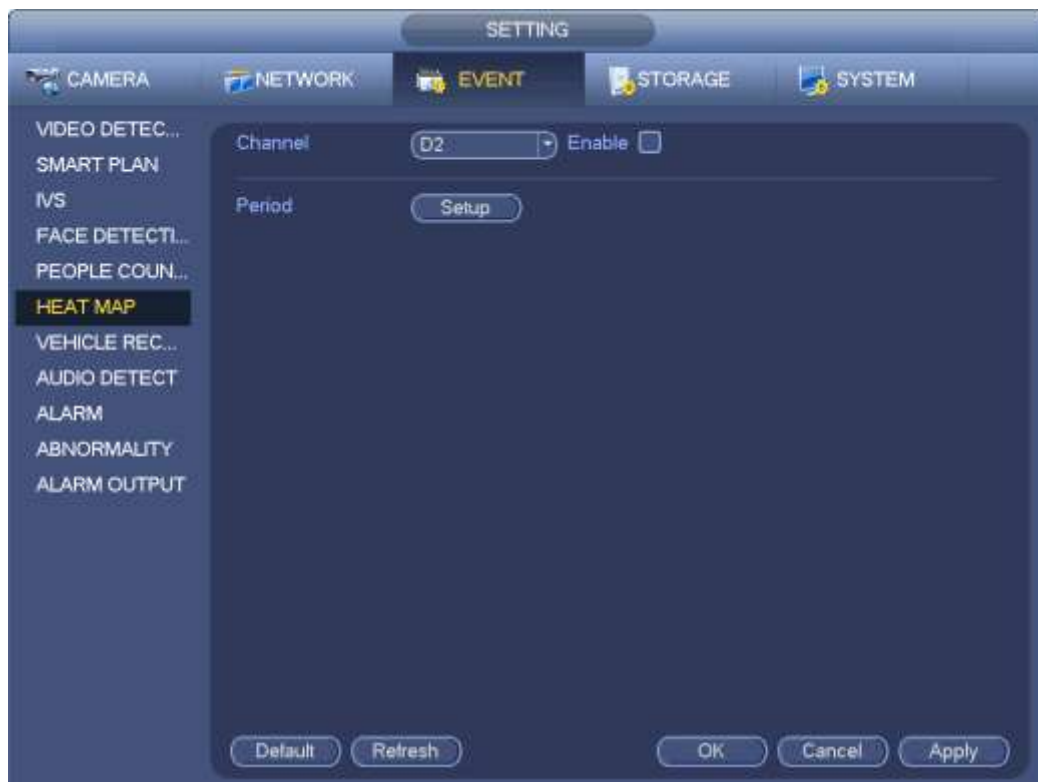 SETTING
CAMERA NETWORK EVENT STORAGE SYSTEM
VIDEO DETEC...
SMART PLAN
IVS
FACE DETECTI...
PEOPLE COUN...
HEAT MAP
VEHICLE REC...
AUDIO DETECT
ALARM
ABNORMALITY
ALARM OUTPUT
Channel D2 Enable
Period Setup
Default Refresh OK Cancel Apply